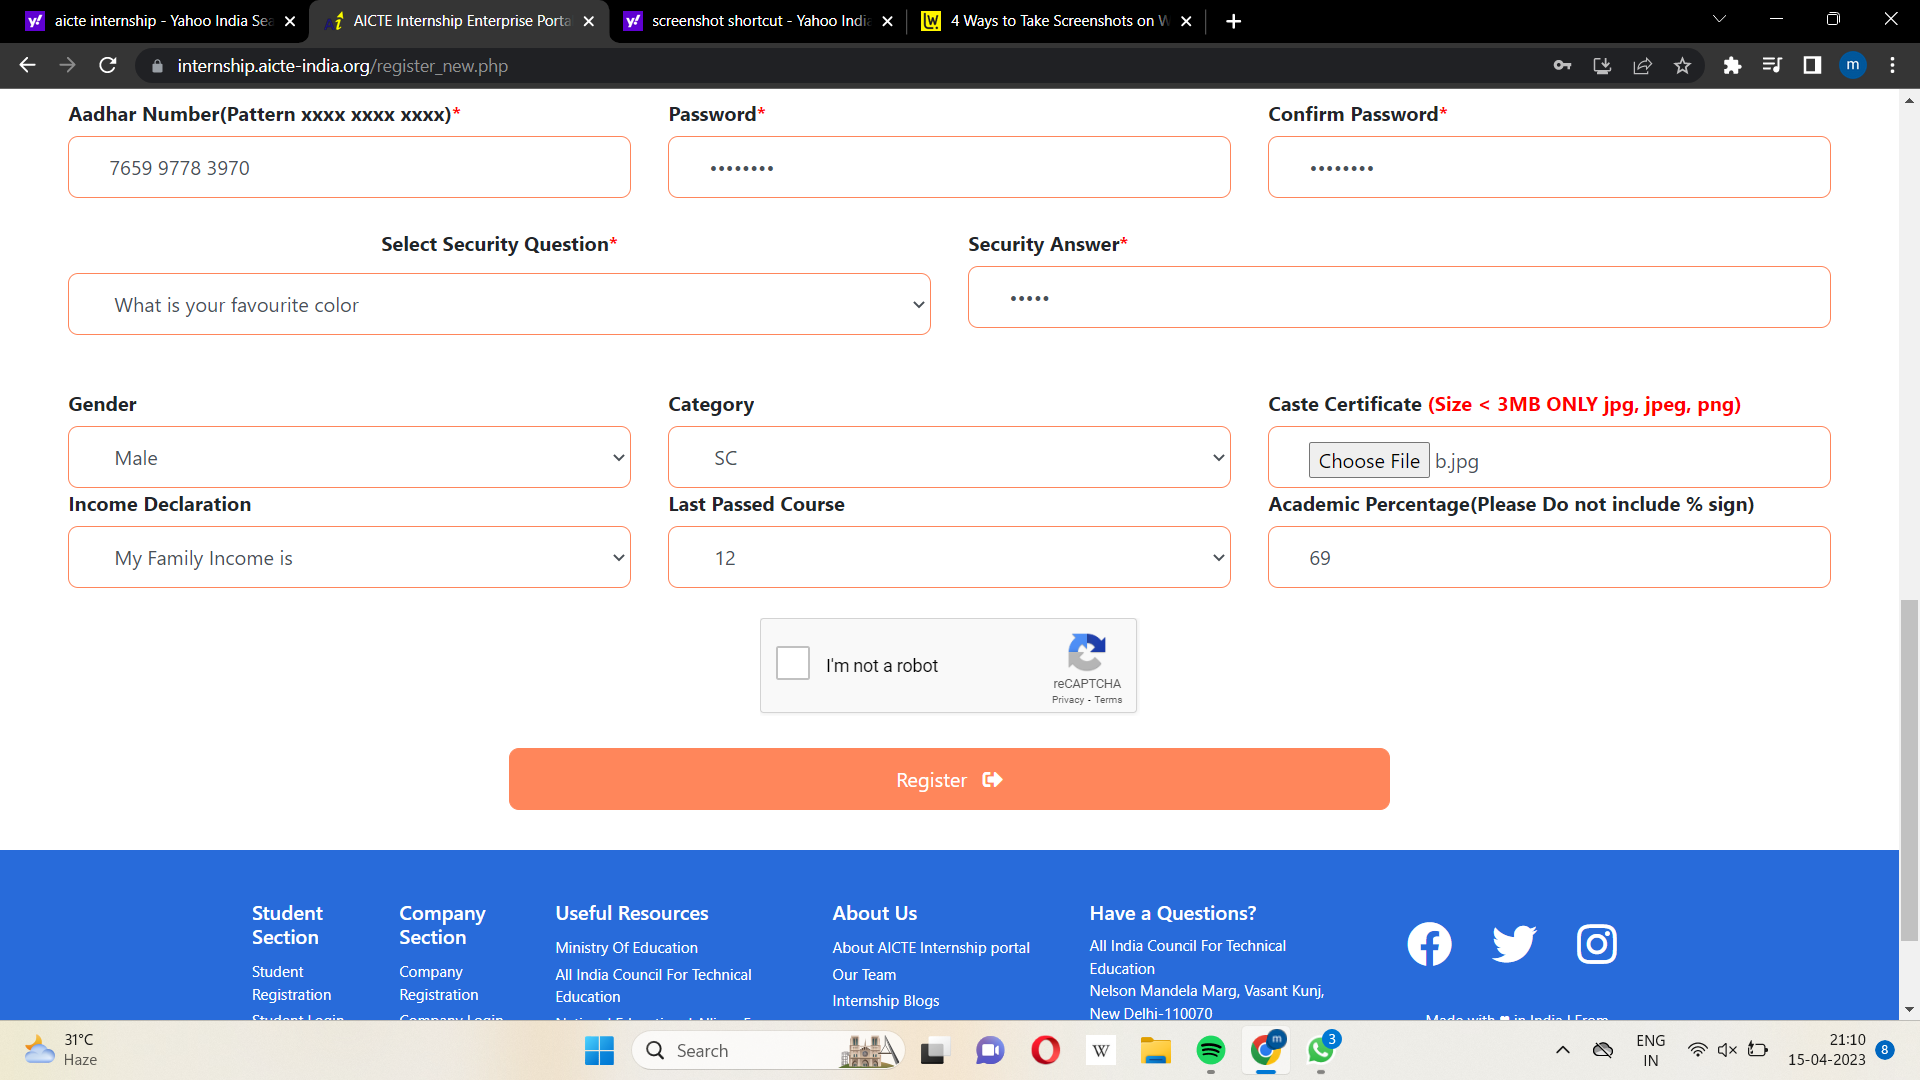 aicte internship - Yahoo India Sea
AICTE Internship Enterprise Porta
screenshot shortcut - Yahoo India
4 Ways to Take Screenshots on W
internship.aicte-india.org/register_new.php
m
Aadhar Number(Pattern xxxx xxxx xxxx)*
Password*
Confirm Password*
7659 9778 3970
••••••••
••••••••
Select Security Question*
Security Answer*
What is your favourite color
•••••
Gender
Category
Caste Certificate (Size < 3MB ONLY jpg, jpeg, png)
Male
SC
Choose File b.jpg
Income Declaration
Last Passed Course
Academic Percentage(Please Do not include % sign)
My Family Income is
12
69
I'm not a robot
reCAPTCHA
Privacy - Terms
Register
Student
Section
Student
Registration
Student Login
Company
Section
Company
Registration
Company Login
Useful Resources
Ministry Of Education
All India Council For Technical
Education
About Us
About AICTE Internship portal
Our Team
Internship Blogs
Have a Questions?
All India Council For Technical
Education
Nelson Mandela Marg, Vasant Kunj,
New Delhi-110070
Made with ❤ in India | From
31°C
Haze
Search
W
m
3
ENG
IN
21:10
15-04-2023
8